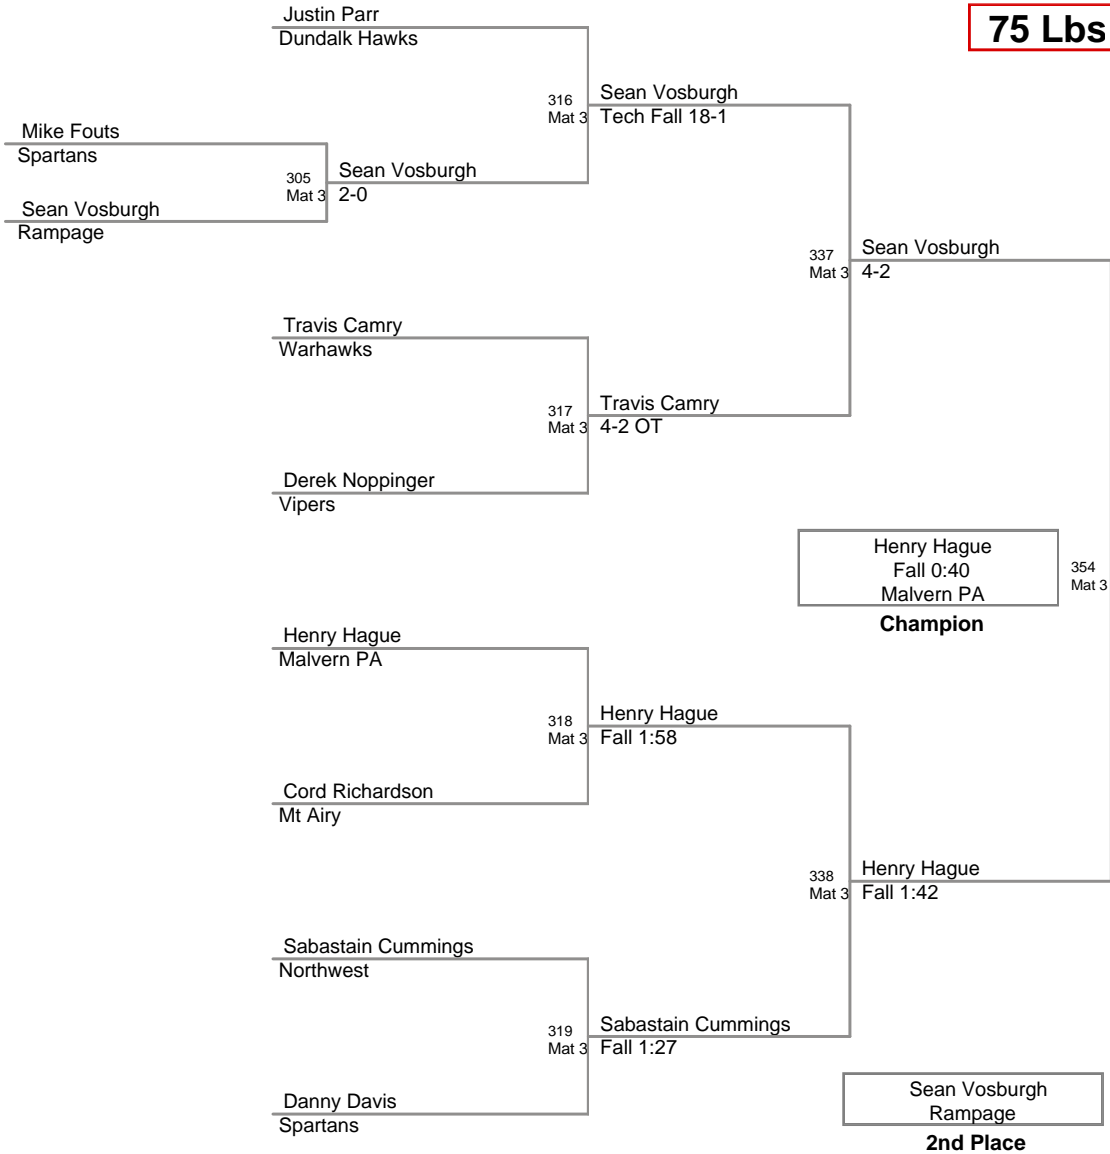 Justin Parr
Dundalk Hawks
75 Lbs
316
Mat 3
Sean Vosburgh
Tech Fall 18-1
Mike Fouts
Spartans
305
Mat 3
Sean Vosburgh
2-0
Sean Vosburgh
Rampage
337
Mat 3
Sean Vosburgh
4-2
Travis Camry
Warhawks
317
Mat 3
Travis Camry
4-2 OT
Derek Noppinger
Vipers
Henry Hague
Fall 0:40
Malvern PA
354
Mat 3
Champion
Henry Hague
Malvern PA
318
Mat 3
Henry Hague
Fall 1:58
Cord Richardson
Mt Airy
338
Mat 3
Henry Hague
Fall 1:42
Sabastain Cummings
Northwest
319
Mat 3
Sabastain Cummings
Fall 1:27
Danny Davis
Spartans
Sean Vosburgh
Rampage
2nd Place